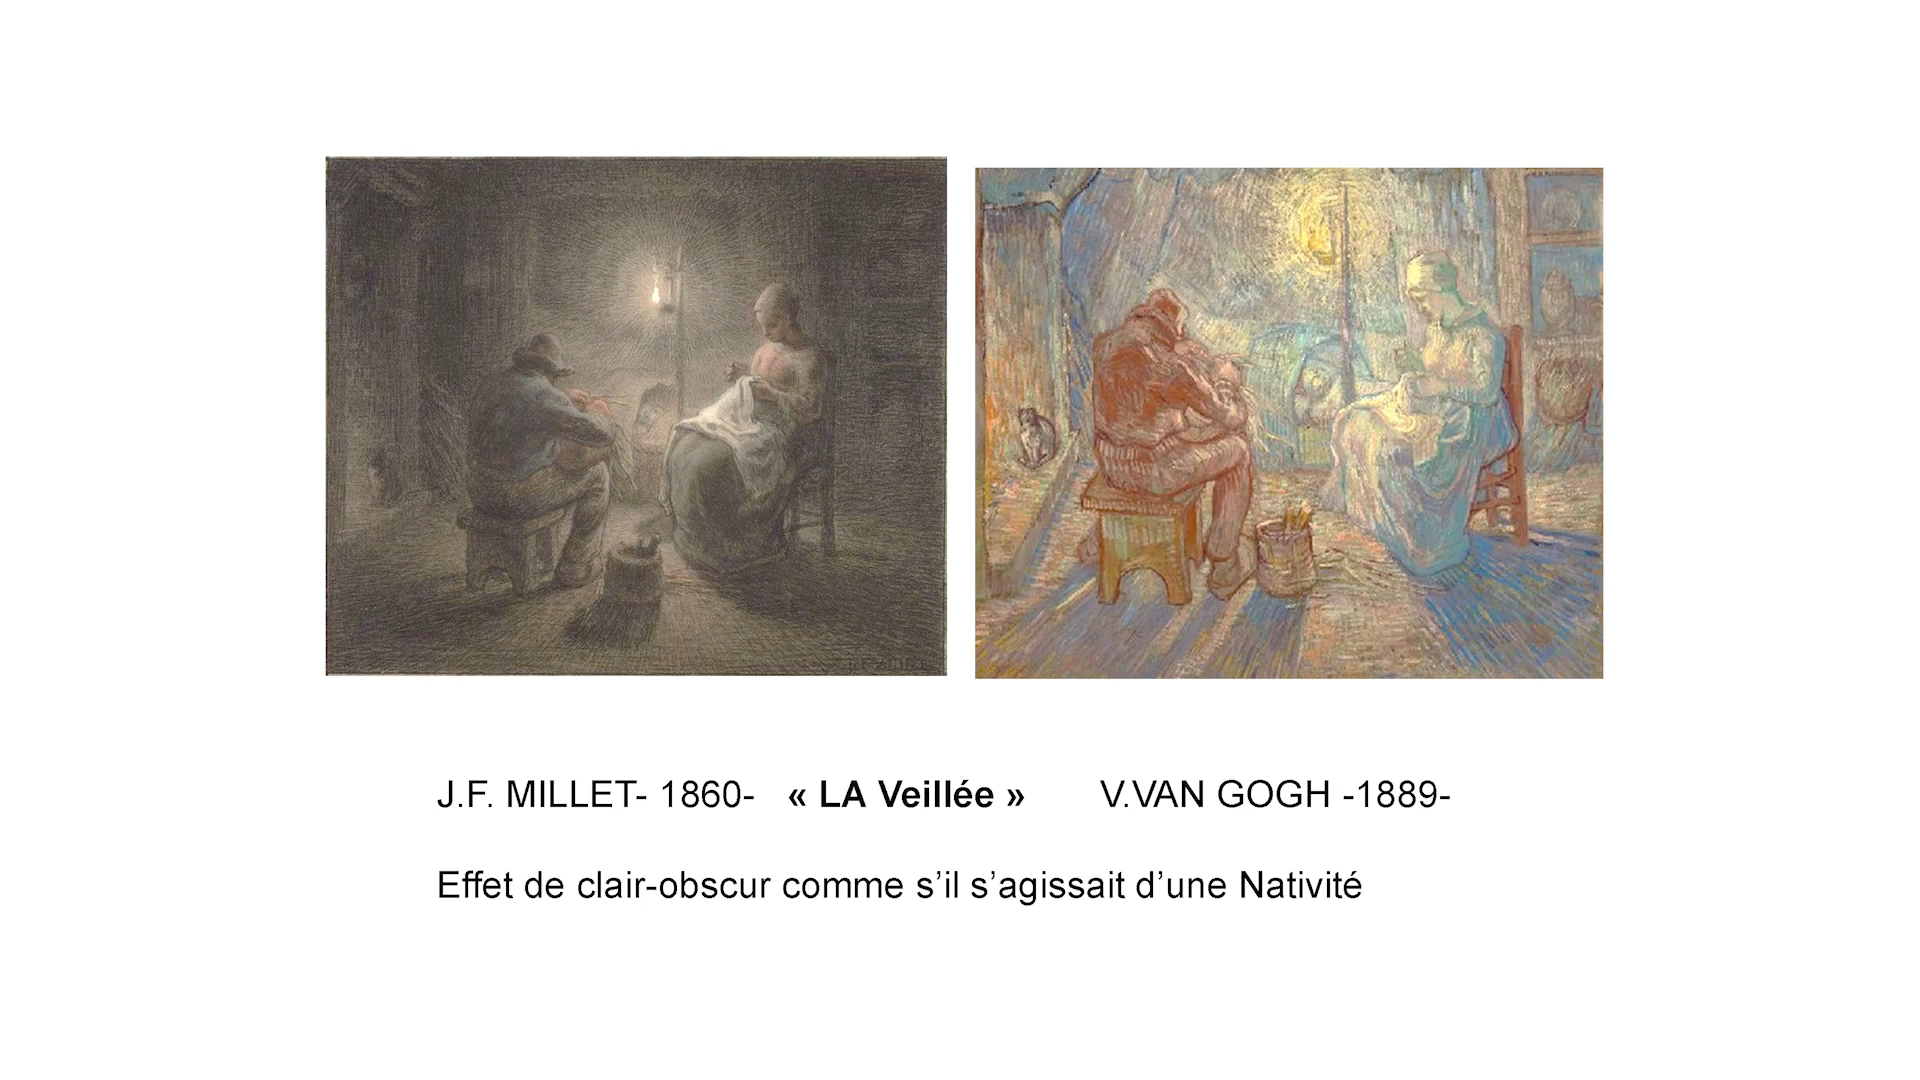 J.F. MILLET- 1860- « LA Veillée » V.VAN GOGH -1889-
Effet de clair-obscur comme s’il s’agissait d’une Nativité